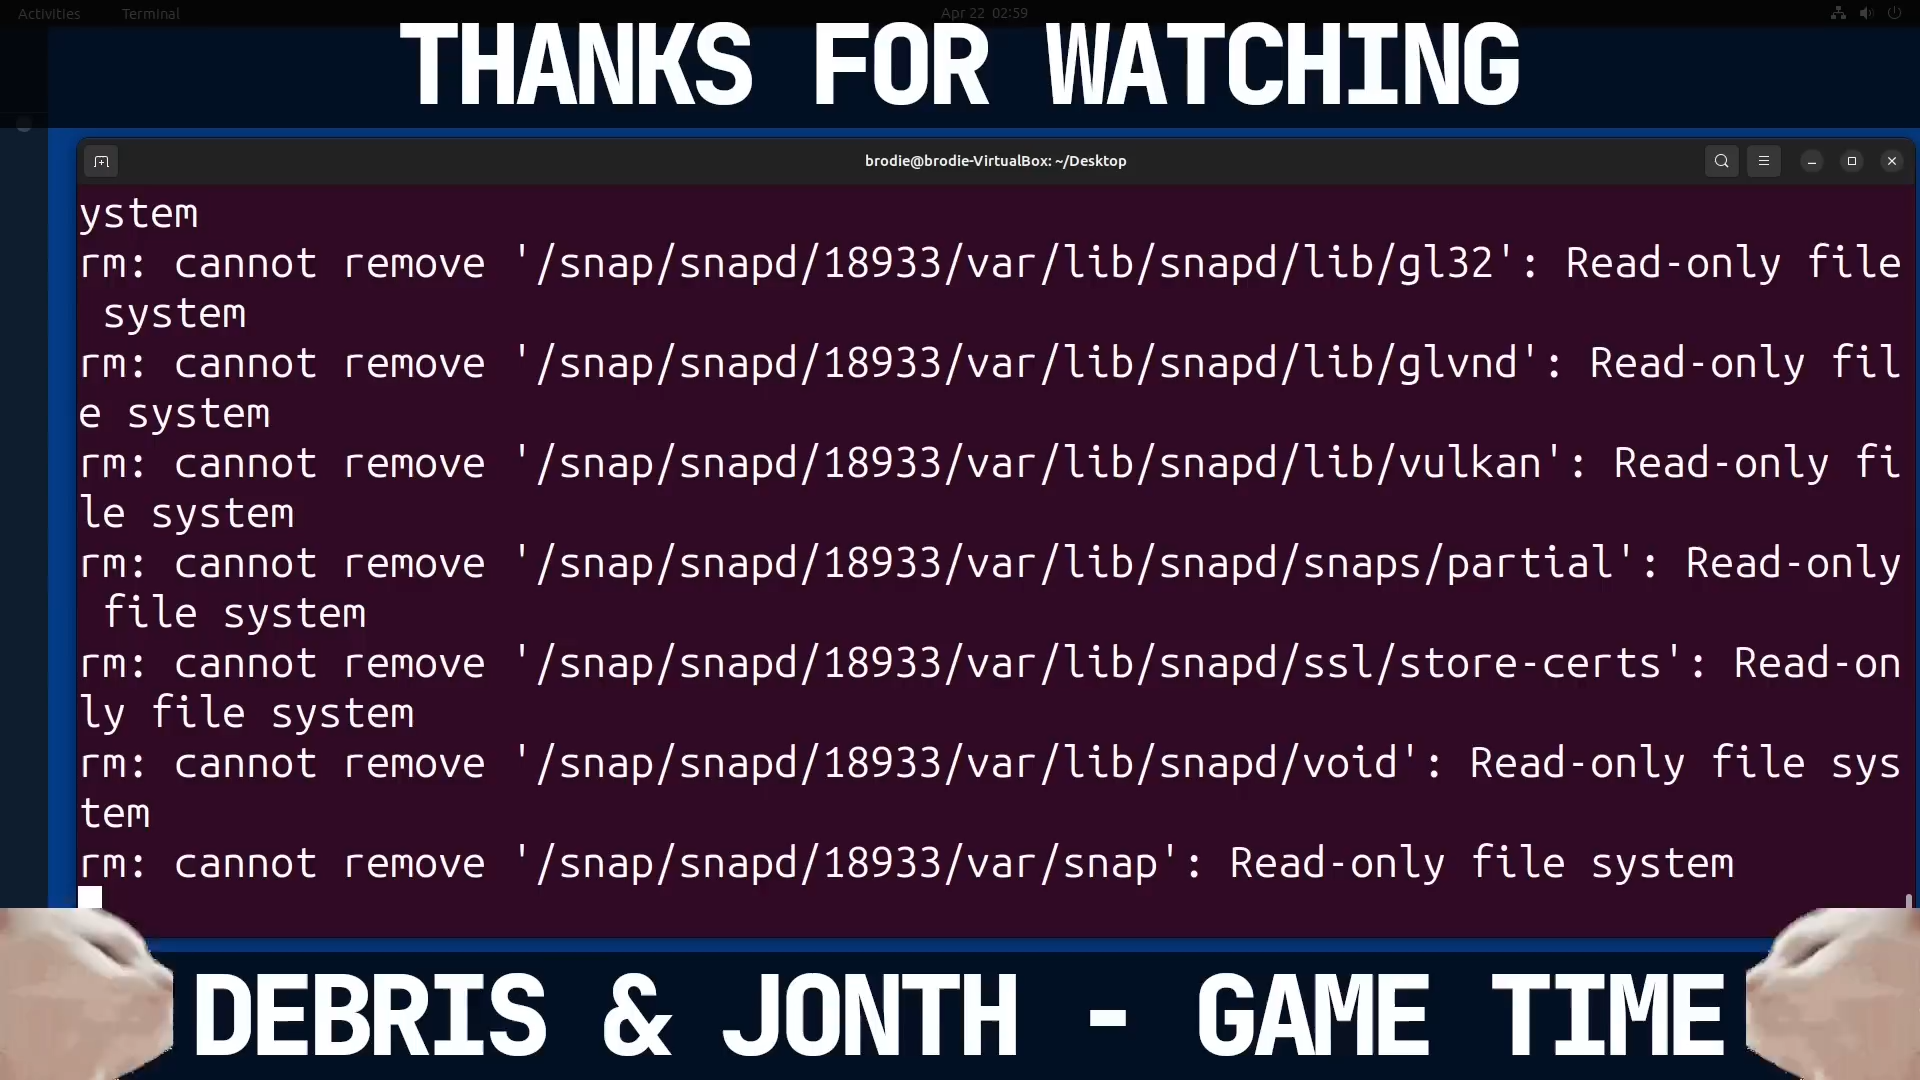 Activities Terminal Apr 22 02:59
THANKS FOR WATCHING
brodie@brodie-VirtualBox: ~/Desktop
ystem
rm: cannot remove '/snap/snapd/18933/var/lib/snapd/lib/gl32': Read-only file
 system
rm: cannot remove '/snap/snapd/18933/var/lib/snapd/lib/glvnd': Read-only fil
e system
rm: cannot remove '/snap/snapd/18933/var/lib/snapd/lib/vulkan': Read-only fi
le system
rm: cannot remove '/snap/snapd/18933/var/lib/snapd/snaps/partial': Read-only
 file system
rm: cannot remove '/snap/snapd/18933/var/lib/snapd/ssl/store-certs': Read-on
ly file system
rm: cannot remove '/snap/snapd/18933/var/lib/snapd/void': Read-only file sys
tem
rm: cannot remove '/snap/snapd/18933/var/snap': Read-only file system
DEBRIS & JONTH - GAME TIME